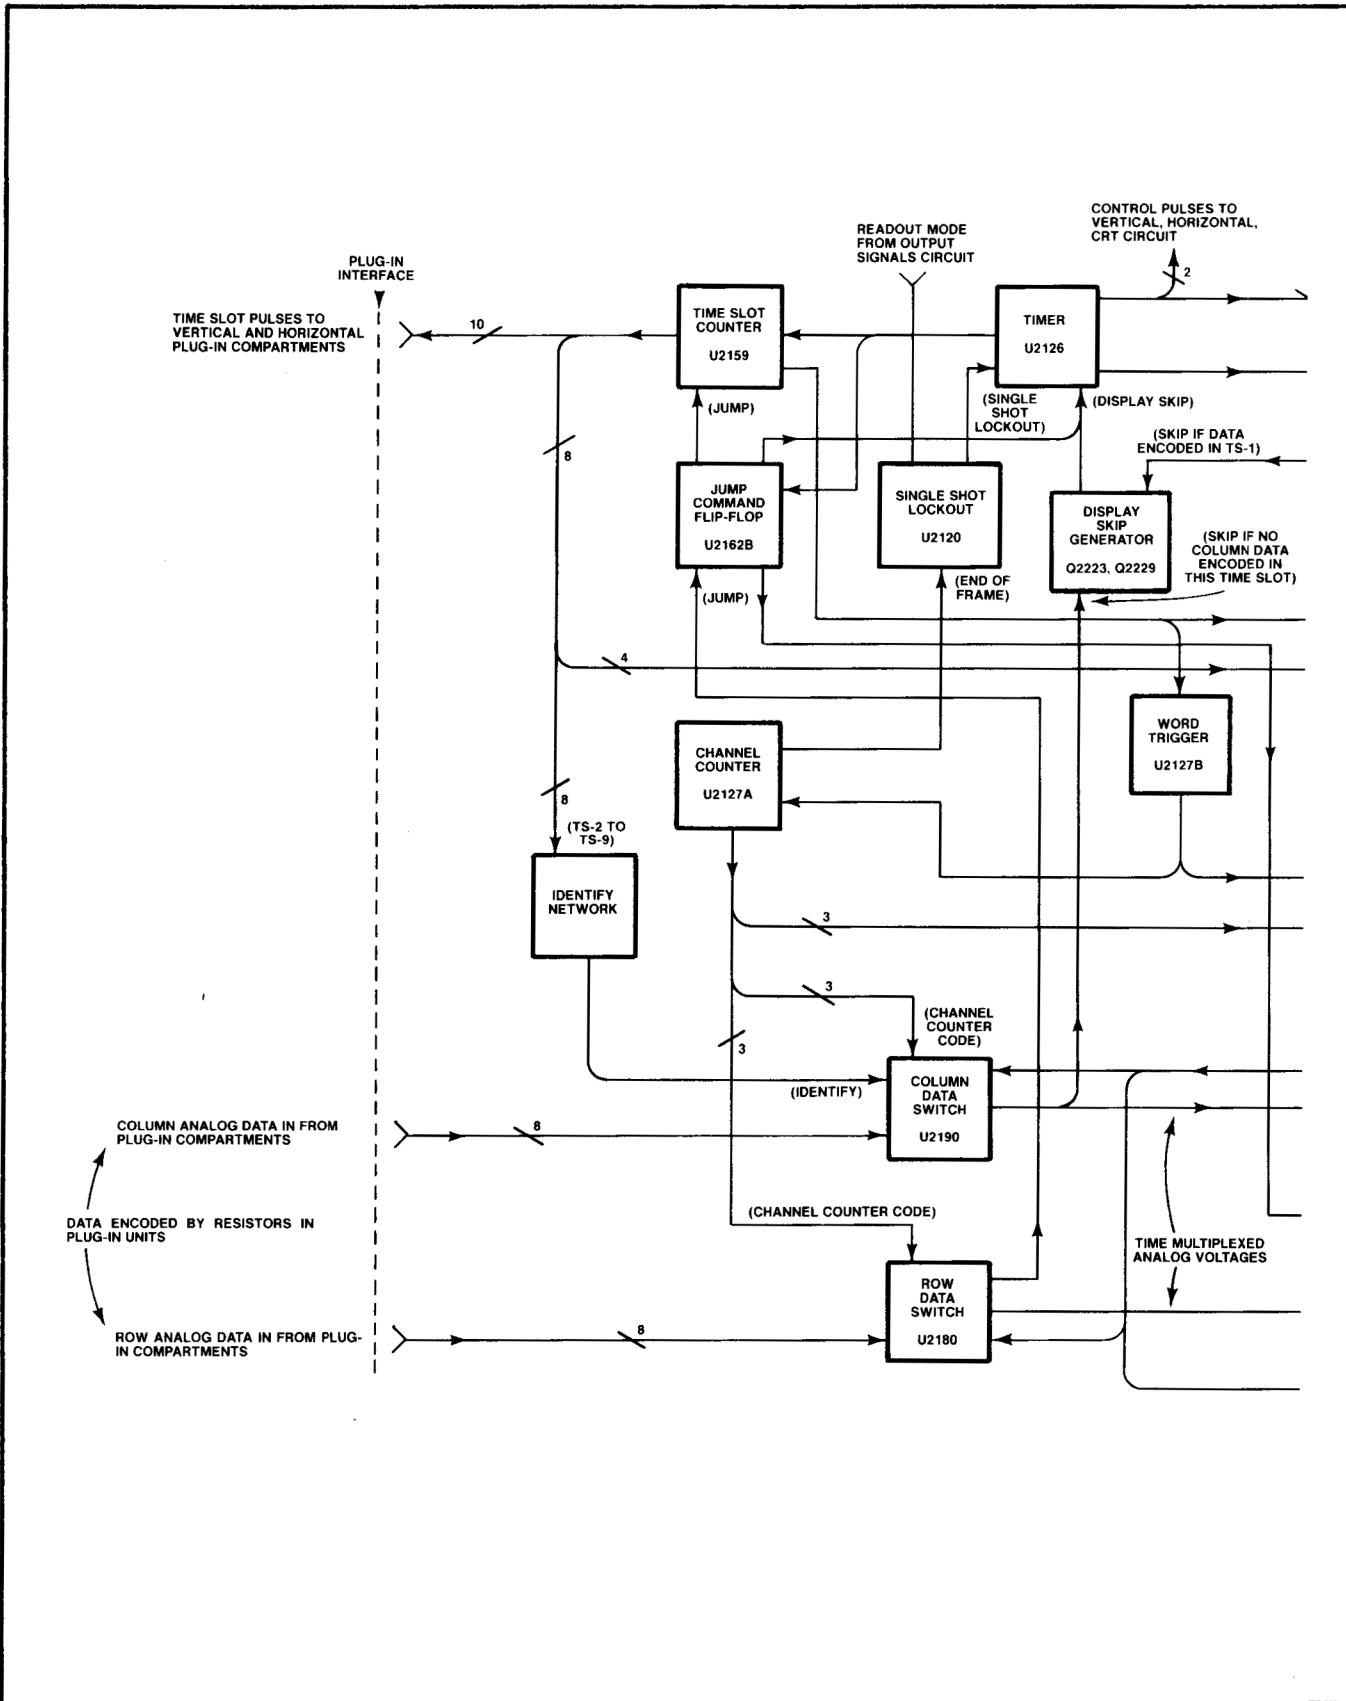 CONTROL PULSES TO
VERTICAL, HORIZONTAL,
CRT CIRCUIT
2
READOUT MODE
FROM OUTPUT
SIGNALS CIRCUIT
PLUG-IN
INTERFACE
TIME SLOT PULSES TO
VERTICAL AND HORIZONTAL
PLUG-IN COMPARTMENTS
10
TIME SLOT
COUNTER
U2159
TIMER
U2126
(JUMP)
(SINGLE
SHOT
LOCKOUT)
(DISPLAY SKIP)
(SKIP IF DATA
ENCODED IN TS-1)
8
JUMP
COMMAND
FLIP-FLOP
U2162B
SINGLE SHOT
LOCKOUT
U2120
DISPLAY
SKIP
GENERATOR
Q2223, Q2229
(SKIP IF NO
COLUMN DATA
ENCODED IN
THIS TIME SLOT)
(JUMP)
(END OF
FRAME)
4
WORD
TRIGGER
U2127B
CHANNEL
COUNTER
U2127A
8
(TS-2 TO
TS-9)
IDENTIFY
NETWORK
3
3
(CHANNEL
COUNTER
CODE)
3
(IDENTIFY)
COLUMN
DATA
SWITCH
U2190
COLUMN ANALOG DATA IN FROM
PLUG-IN COMPARTMENTS
8
DATA ENCODED BY RESISTORS IN
PLUG-IN UNITS
(CHANNEL COUNTER CODE)
TIME MULTIPLEXED
ANALOG VOLTAGES
ROW
DATA
SWITCH
U2180
ROW ANALOG DATA IN FROM PLUG-
IN COMPARTMENTS
8